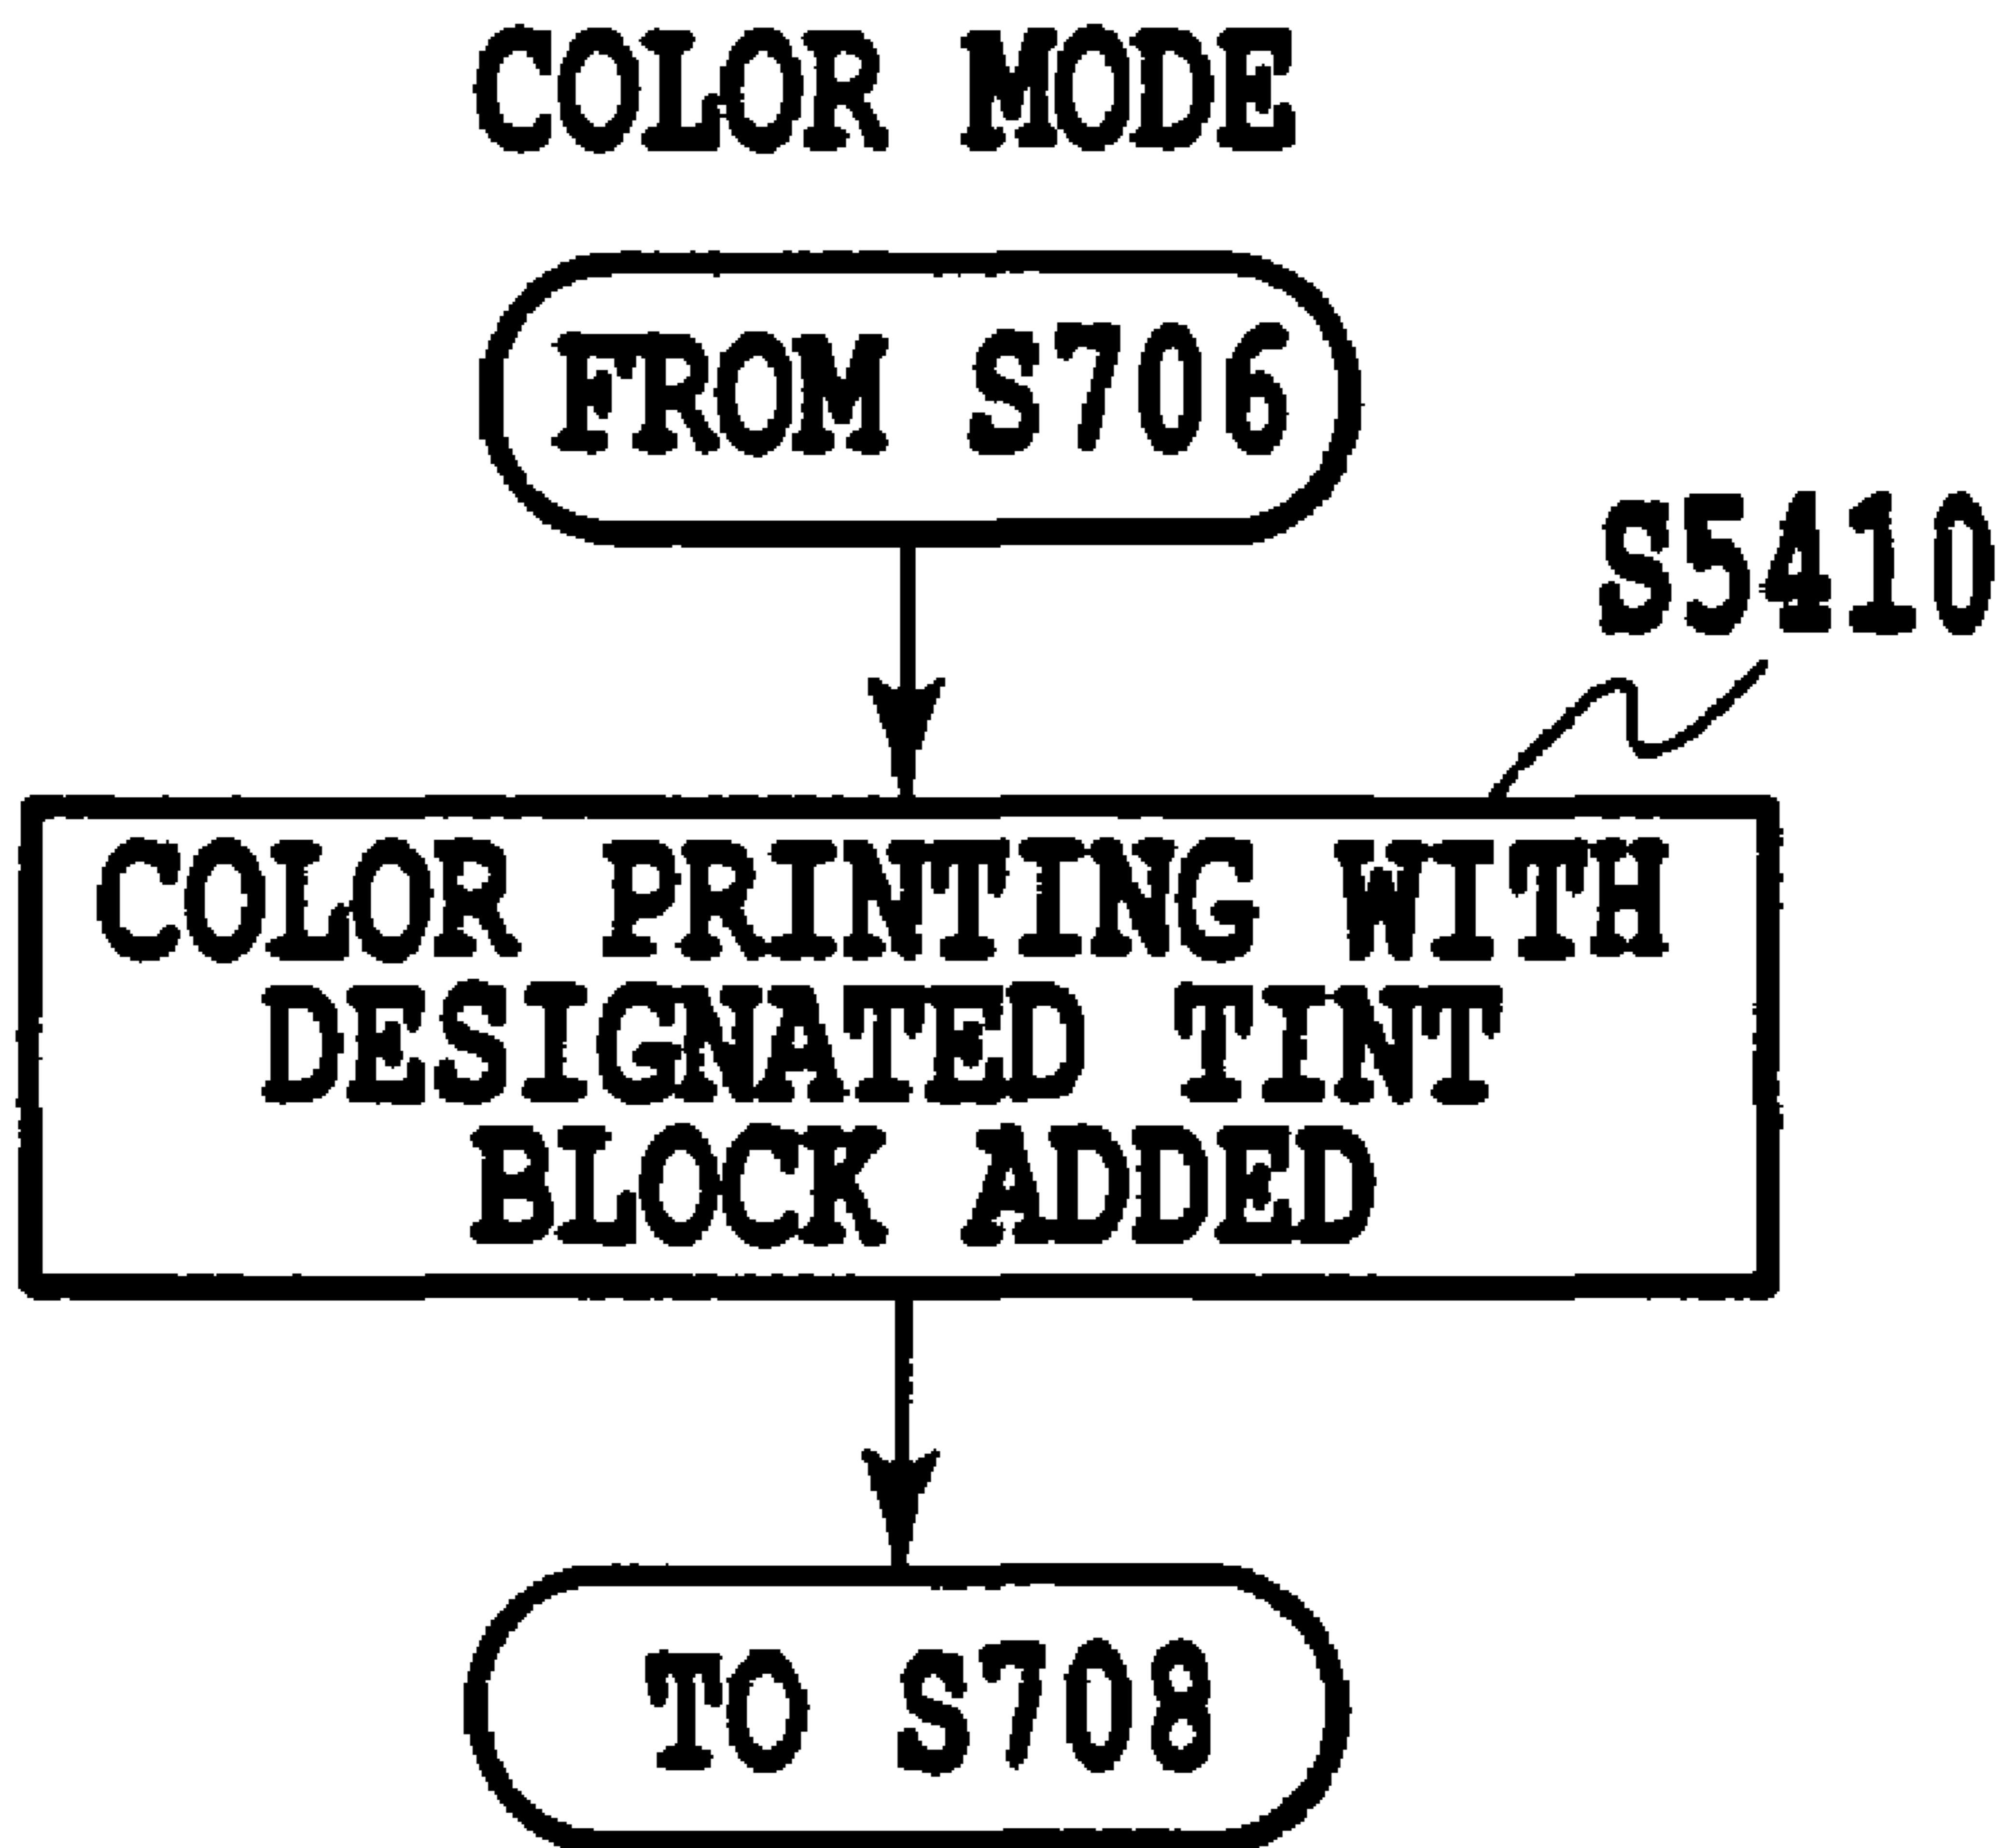 COLOR MODE
FROM S706
S5410
COLOR PRINTING WITH
DESIGNATED TINT
BLOCK ADDED
TO S708